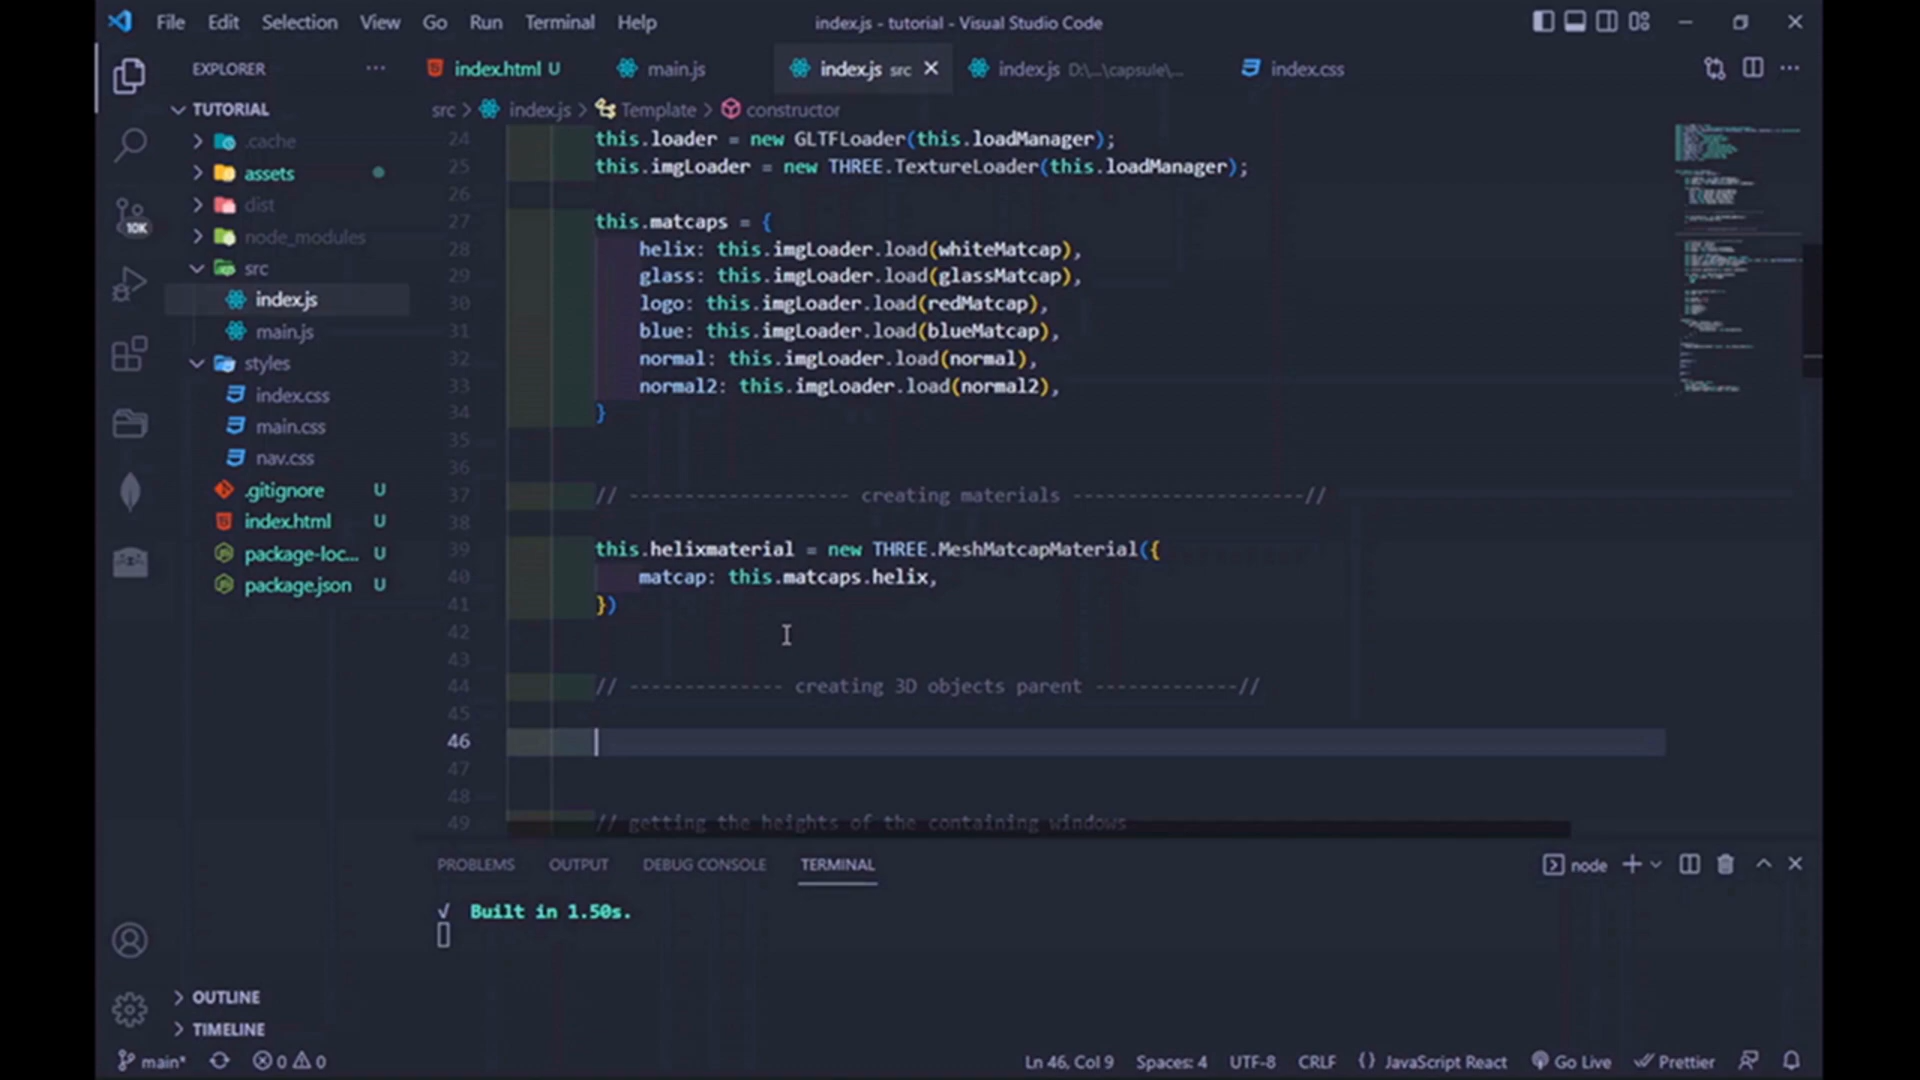 File Edit Selection View Go Run Terminal Help
index.js - tutorial - Visual Studio Code
EXPLORER
TUTORIAL
.cache
assets
dist
node_modules
src
index.js
main.js
styles
index.css
main.css
nav.css
.gitignore U
index.html U
package-loc... U
package.json U
OUTLINE
TIMELINE
10K
index.html U
main.js
index.js src
index.js D:\...\capsule\...
index.css
src > index.js > Template > constructor
24 this.loader = new GLTFLoader(this.loadManager);
25 this.imgLoader = new THREE.TextureLoader(this.loadManager);
26
27 this.matcaps = {
28 helix: this.imgLoader.load(whiteMatcap),
29 glass: this.imgLoader.load(glassMatcap),
30 logo: this.imgLoader.load(redMatcap),
31 blue: this.imgLoader.load(blueMatcap),
32 normal: this.imgLoader.load(normal),
33 normal2: this.imgLoader.load(normal2),
34 }
35
36
37 // -------------------- creating materials ---------------------//
38
39 this.helixmaterial = new THREE.MeshMatcapMaterial({
40 matcap: this.matcaps.helix,
41 })
42
43
44 // -------------- creating 3D objects parent -------------//
45
46
47
48
49 // getting the heights of the containing windows
PROBLEMS OUTPUT DEBUG CONSOLE TERMINAL
node
√ Built in 1.50s.
main* 0 0
Ln 46, Col 9 Spaces: 4 UTF-8 CRLF {} JavaScript React Go Live Prettier